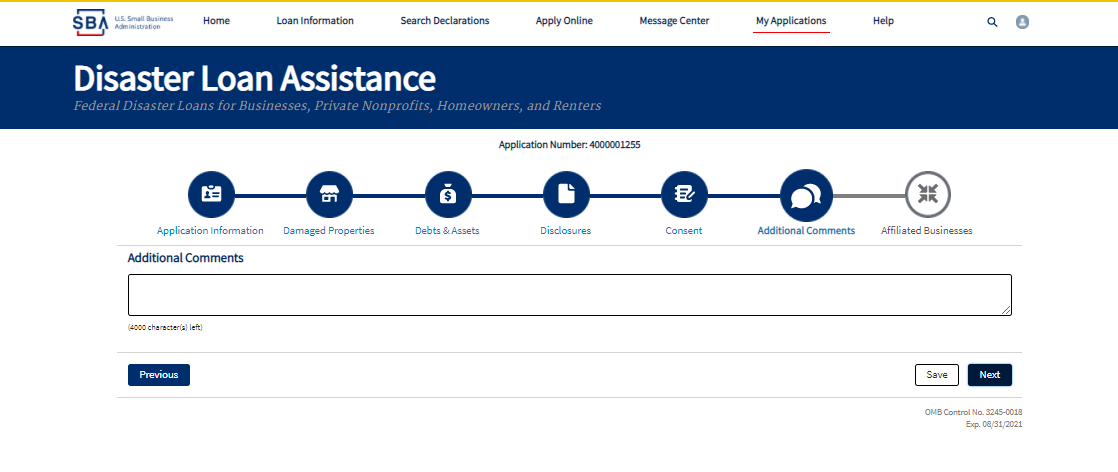 SBA U.S. Small Business Administration
Home Loan Information Search Declarations Apply Online Message Center My Applications Help
Disaster Loan Assistance
Federal Disaster Loans for Businesses, Private Nonprofits, Homeowners, and Renters
Application Number: 4000001255
Application Information Damaged Properties Debts & Assets Disclosures Consent Additional Comments Affiliated Businesses
Additional Comments
(4000 character(s) left)
Previous Save Next
OMB Control No. 3245-0018
Exp. 08/31/2021